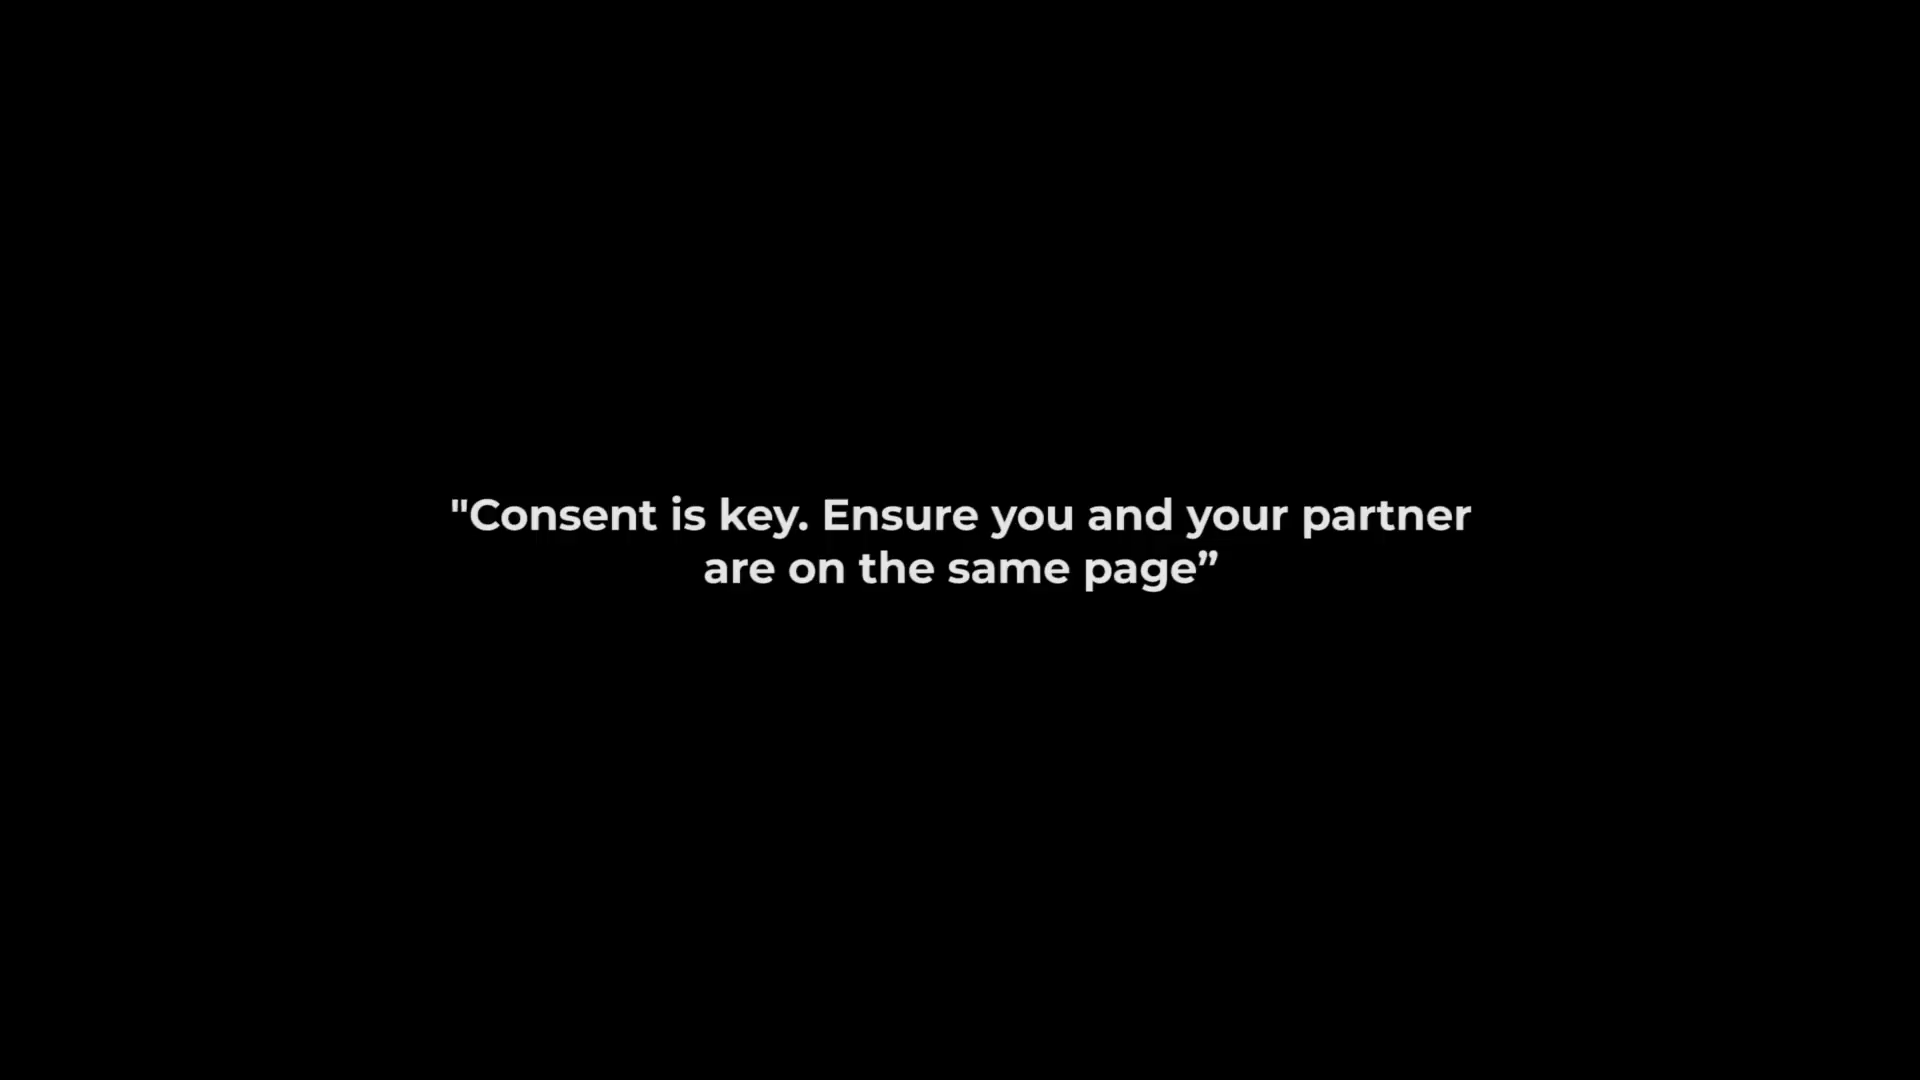 "Consent is key. Ensure you and your partner
are on the same page”